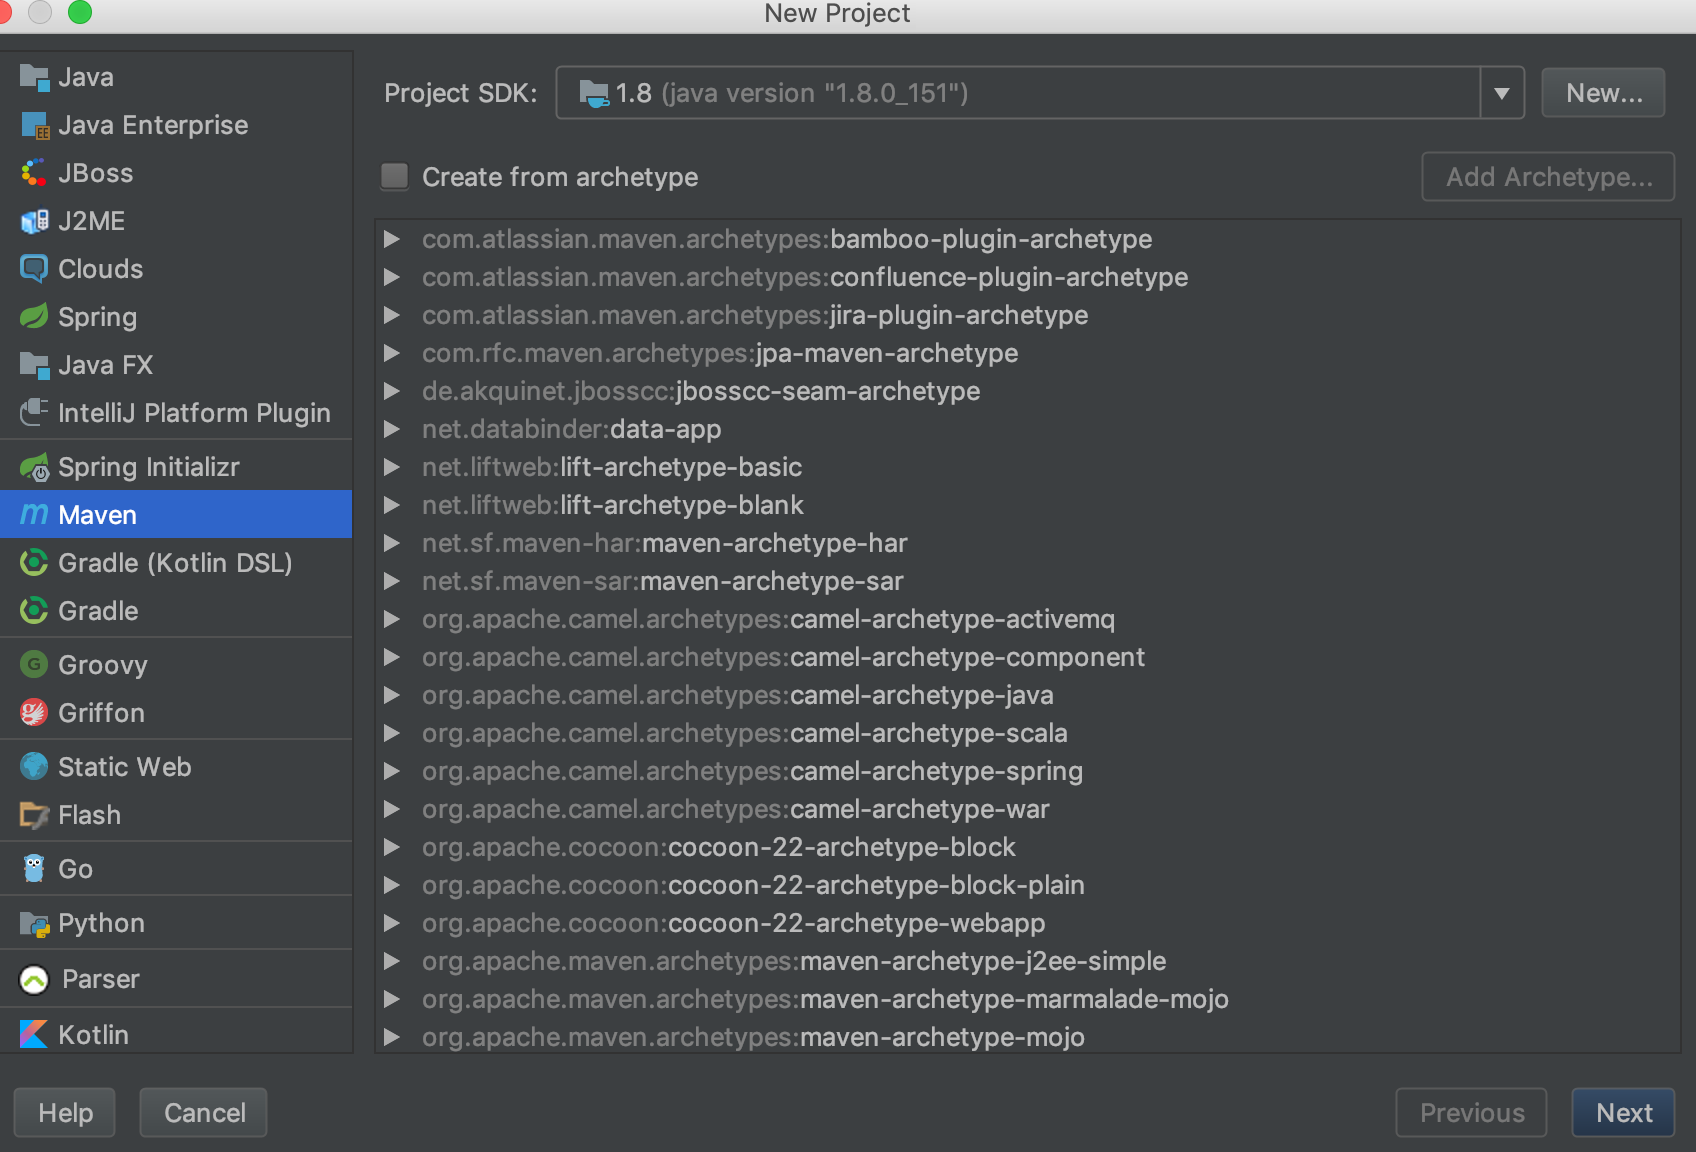 New Project
Java
Java Enterprise
JBoss
J2ME
Clouds
Spring
Java FX
IntelliJ Platform Plugin
Spring Initializr
Maven
Gradle (Kotlin DSL)
Gradle
Groovy
Griffon
Static Web
Flash
Go
Python
Parser
Kotlin
Project SDK: 1.8 (java version "1.8.0_151") New...
Create from archetype Add Archetype...
com.atlassian.maven.archetypes:bamboo-plugin-archetype
com.atlassian.maven.archetypes:confluence-plugin-archetype
com.atlassian.maven.archetypes:jira-plugin-archetype
com.rfc.maven.archetypes:jpa-maven-archetype
de.akquinet.jbosscc:jbosscc-seam-archetype
net.databinder:data-app
net.liftweb:lift-archetype-basic
net.liftweb:lift-archetype-blank
net.sf.maven-har:maven-archetype-har
net.sf.maven-sar:maven-archetype-sar
org.apache.camel.archetypes:camel-archetype-activemq
org.apache.camel.archetypes:camel-archetype-component
org.apache.camel.archetypes:camel-archetype-java
org.apache.camel.archetypes:camel-archetype-scala
org.apache.camel.archetypes:camel-archetype-spring
org.apache.camel.archetypes:camel-archetype-war
org.apache.cocoon:cocoon-22-archetype-block
org.apache.cocoon:cocoon-22-archetype-block-plain
org.apache.cocoon:cocoon-22-archetype-webapp
org.apache.maven.archetypes:maven-archetype-j2ee-simple
org.apache.maven.archetypes:maven-archetype-marmalade-mojo
org.apache.maven.archetypes:maven-archetype-mojo
Help Cancel Previous Next